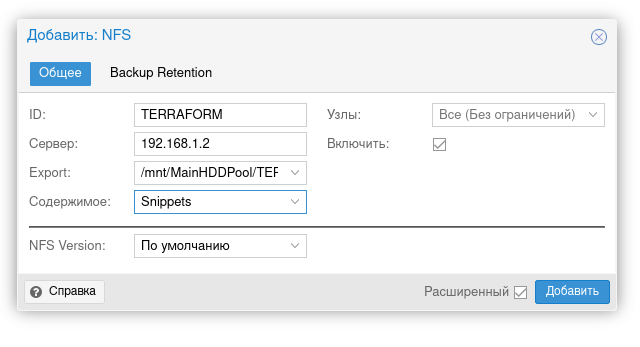 Добавить: NFS
Общее Backup Retention
ID: TERRAFORM Узлы: Все (Без ограничений)
Сервер: 192.168.1.2 Включить:
Export: /mnt/MainHDDPool/TEF
Содержимое: Snippets
NFS Version: По умолчанию
Справка Расширенный Добавить